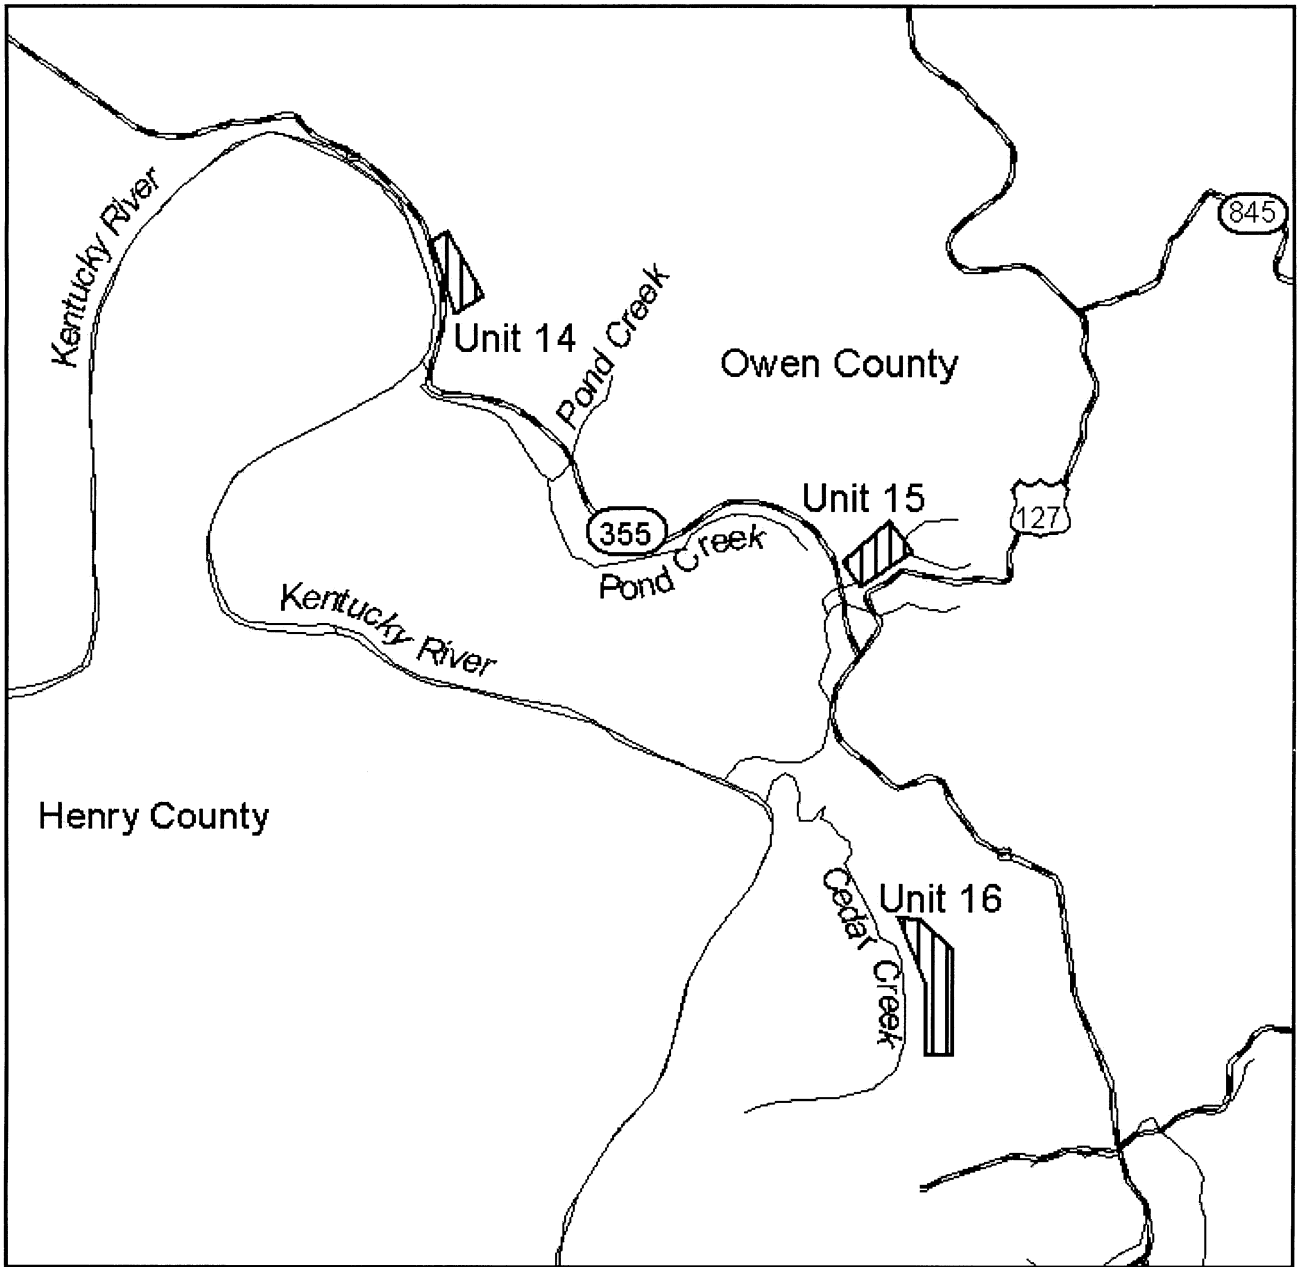 845
Kentucky River
Unit 14
Pond Creek
Owen County
Unit 15
127
355
Pond Creek
Kentucky River
Henry County
Cedar Creek
Unit 16